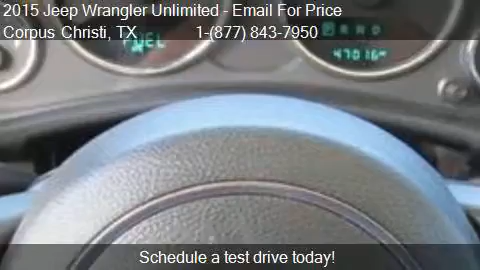 2015 Jeep Wrangler Unlimited - Email For Price
Corpus Christi, TX 1-(877) 843-7950
FUEL
P R N D
47016
Schedule a test drive today!